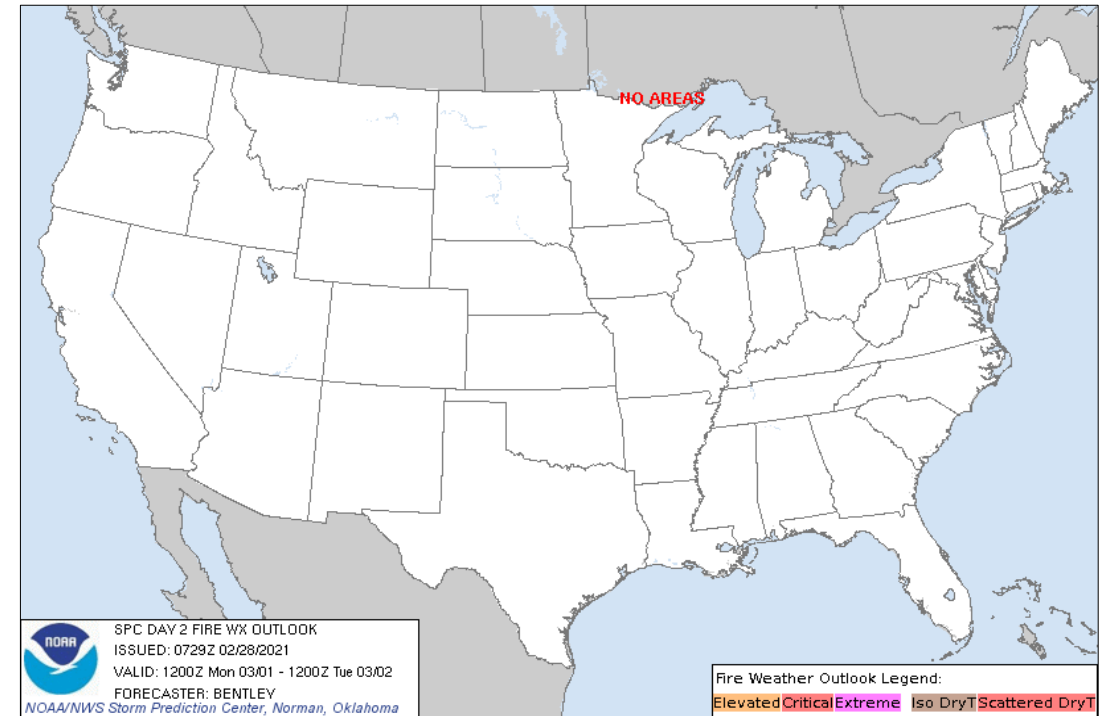 NO AREAS
NOAA
SPC DAY 2 FIRE WX OUTLOOK
ISSUED: 0729Z 02/28/2021
VALID: 1200Z Mon 03/01 - 1200Z Tue 03/02
FORECASTER: BENTLEY
NOAA/NWS Storm Prediction Center, Norman, Oklahoma
Fire Weather Outlook Legend:
Elevated Critical Extreme Iso DryT Scattered DryT